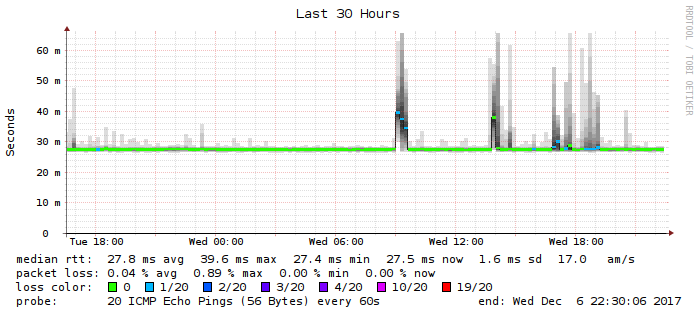 Last 30 Hours
RRDTOOL / TOBI OETIKER
Seconds
60 m
50 m
40 m
30 m
20 m
10 m
0
Tue 18:00 Wed 00:00 Wed 06:00 Wed 12:00 Wed 18:00
median rtt: 27.8 ms avg 39.6 ms max 27.4 ms min 27.5 ms now 1.6 ms sd 17.0 am/s
packet loss: 0.04 % avg 0.89 % max 0.00 % min 0.00 % now
loss color: 0 1/20 2/20 3/20 4/20 10/20 19/20
probe: 20 ICMP Echo Pings (56 Bytes) every 60s end: Wed Dec 6 22:30:06 2017